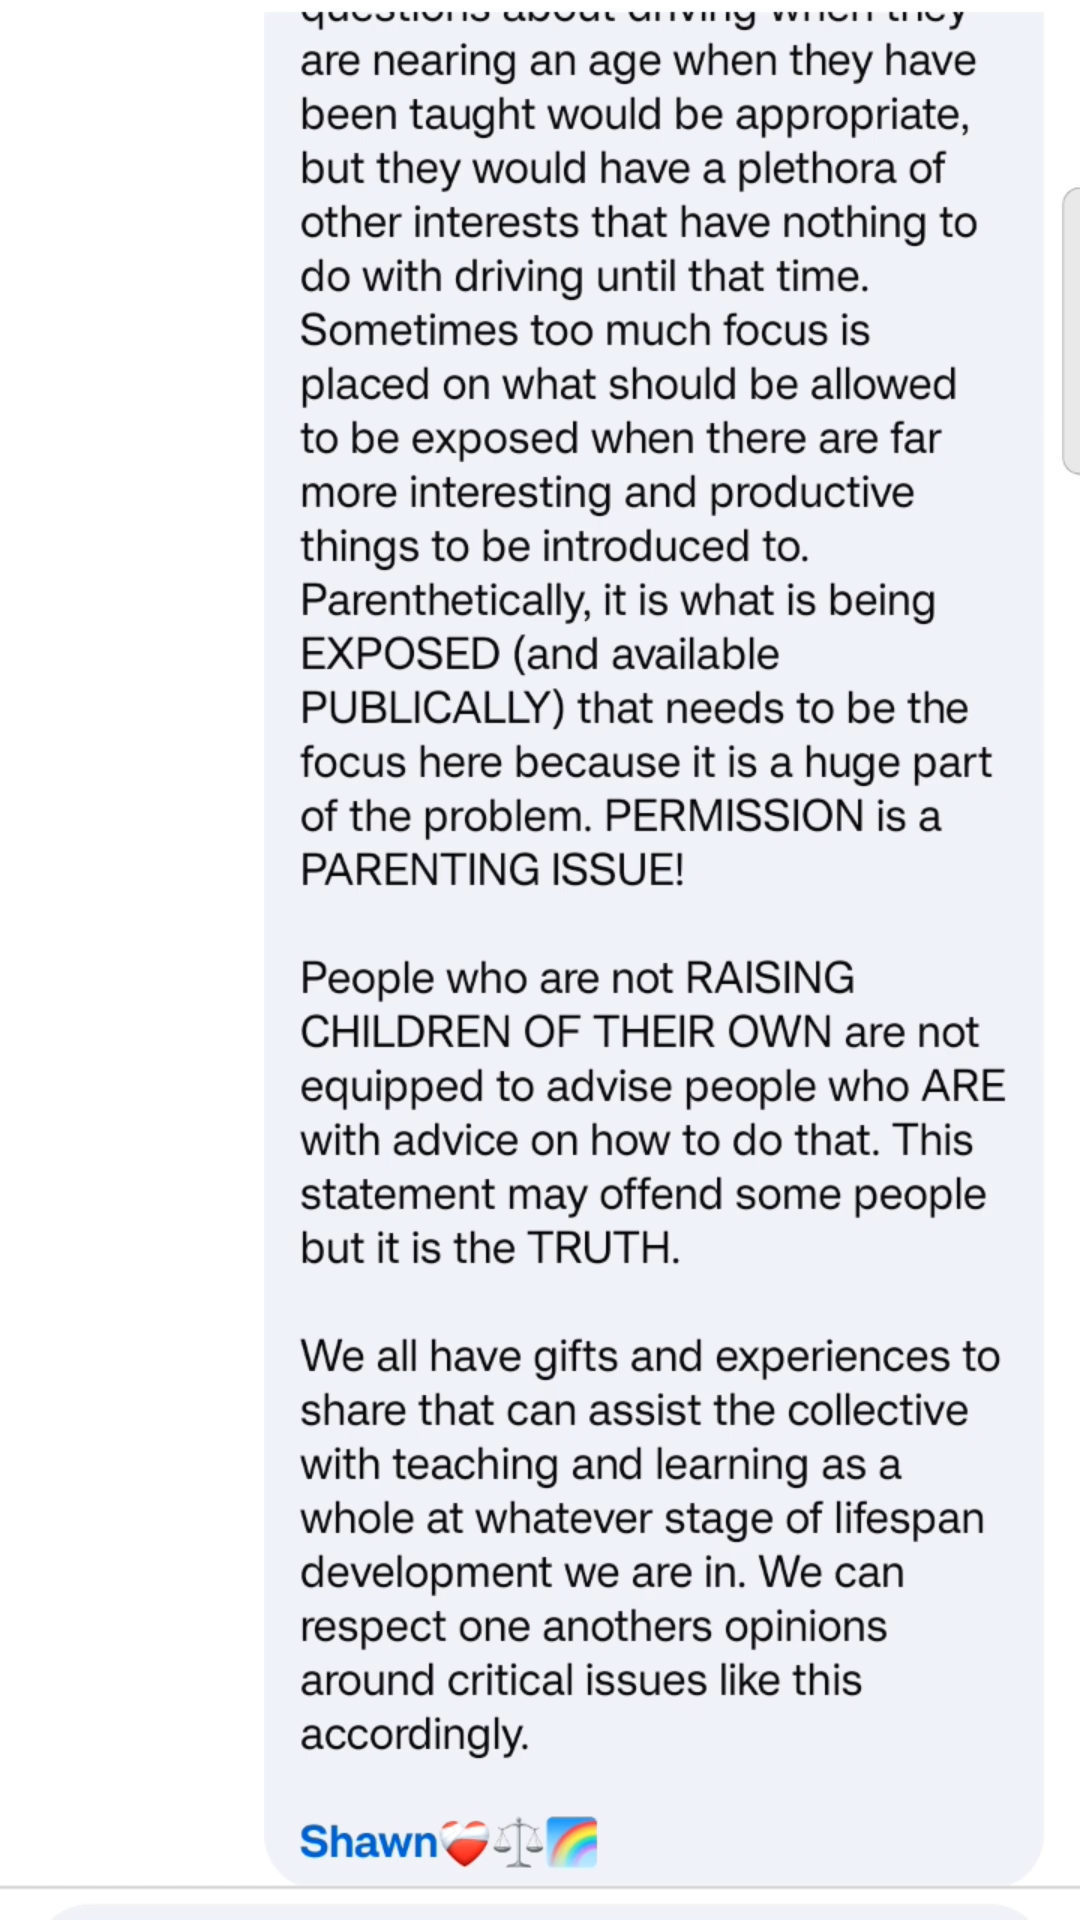 questions about driving when they
are nearing an age when they have
been taught would be appropriate,
but they would have a plethora of
other interests that have nothing to
do with driving until that time.
Sometimes too much focus is
placed on what should be allowed
to be exposed when there are far
more interesting and productive
things to be introduced to.
Parenthetically, it is what is being
EXPOSED (and available
PUBLICALLY) that needs to be the
focus here because it is a huge part
of the problem. PERMISSION is a
PARENTING ISSUE!
People who are not RAISING
CHILDREN OF THEIR OWN are not
equipped to advise people who ARE
with advice on how to do that. This
statement may offend some people
but it is the TRUTH.
We all have gifts and experiences to
share that can assist the collective
with teaching and learning as a
whole at whatever stage of lifespan
development we are in. We can
respect one anothers opinions
around critical issues like this
accordingly.
Shawn❤️‍🩹⚖️🌈